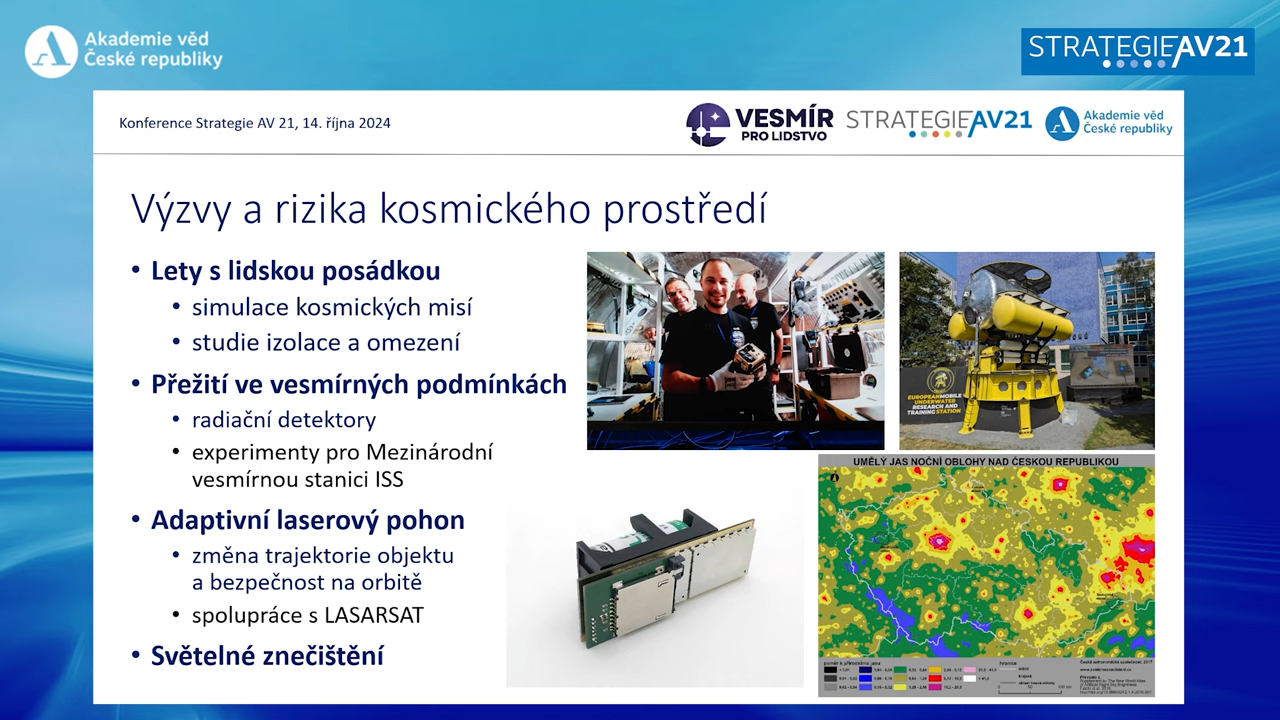 Akademie věd
České republiky
STRATEGIE AV21
Konference Strategie AV 21, 14. října 2024
VESMÍR
PRO LIDSTVO
STRATEGIE AV21
Akademie věd
České republiky
Výzvy a rizika kosmického prostředí
• Lety s lidskou posádkou
• simulace kosmických misí
• studie izolace a omezení
• Přežití ve vesmírných podmínkách
• radiační detektory
• experimenty pro Mezinárodní
vesmírnou stanici ISS
• Adaptivní laserový pohon
• změna trajektorie objektu
a bezpečnost na orbitě
• spolupráce s LASARSAT
• Světelné znečištění
EUROPEAN MOBILE
UNDERWATER
RESEARCH AND
TRAINING STATION
UMĚLÝ JAS NOČNÍ OBLOHY NAD ČESKOU REPUBLIKOU